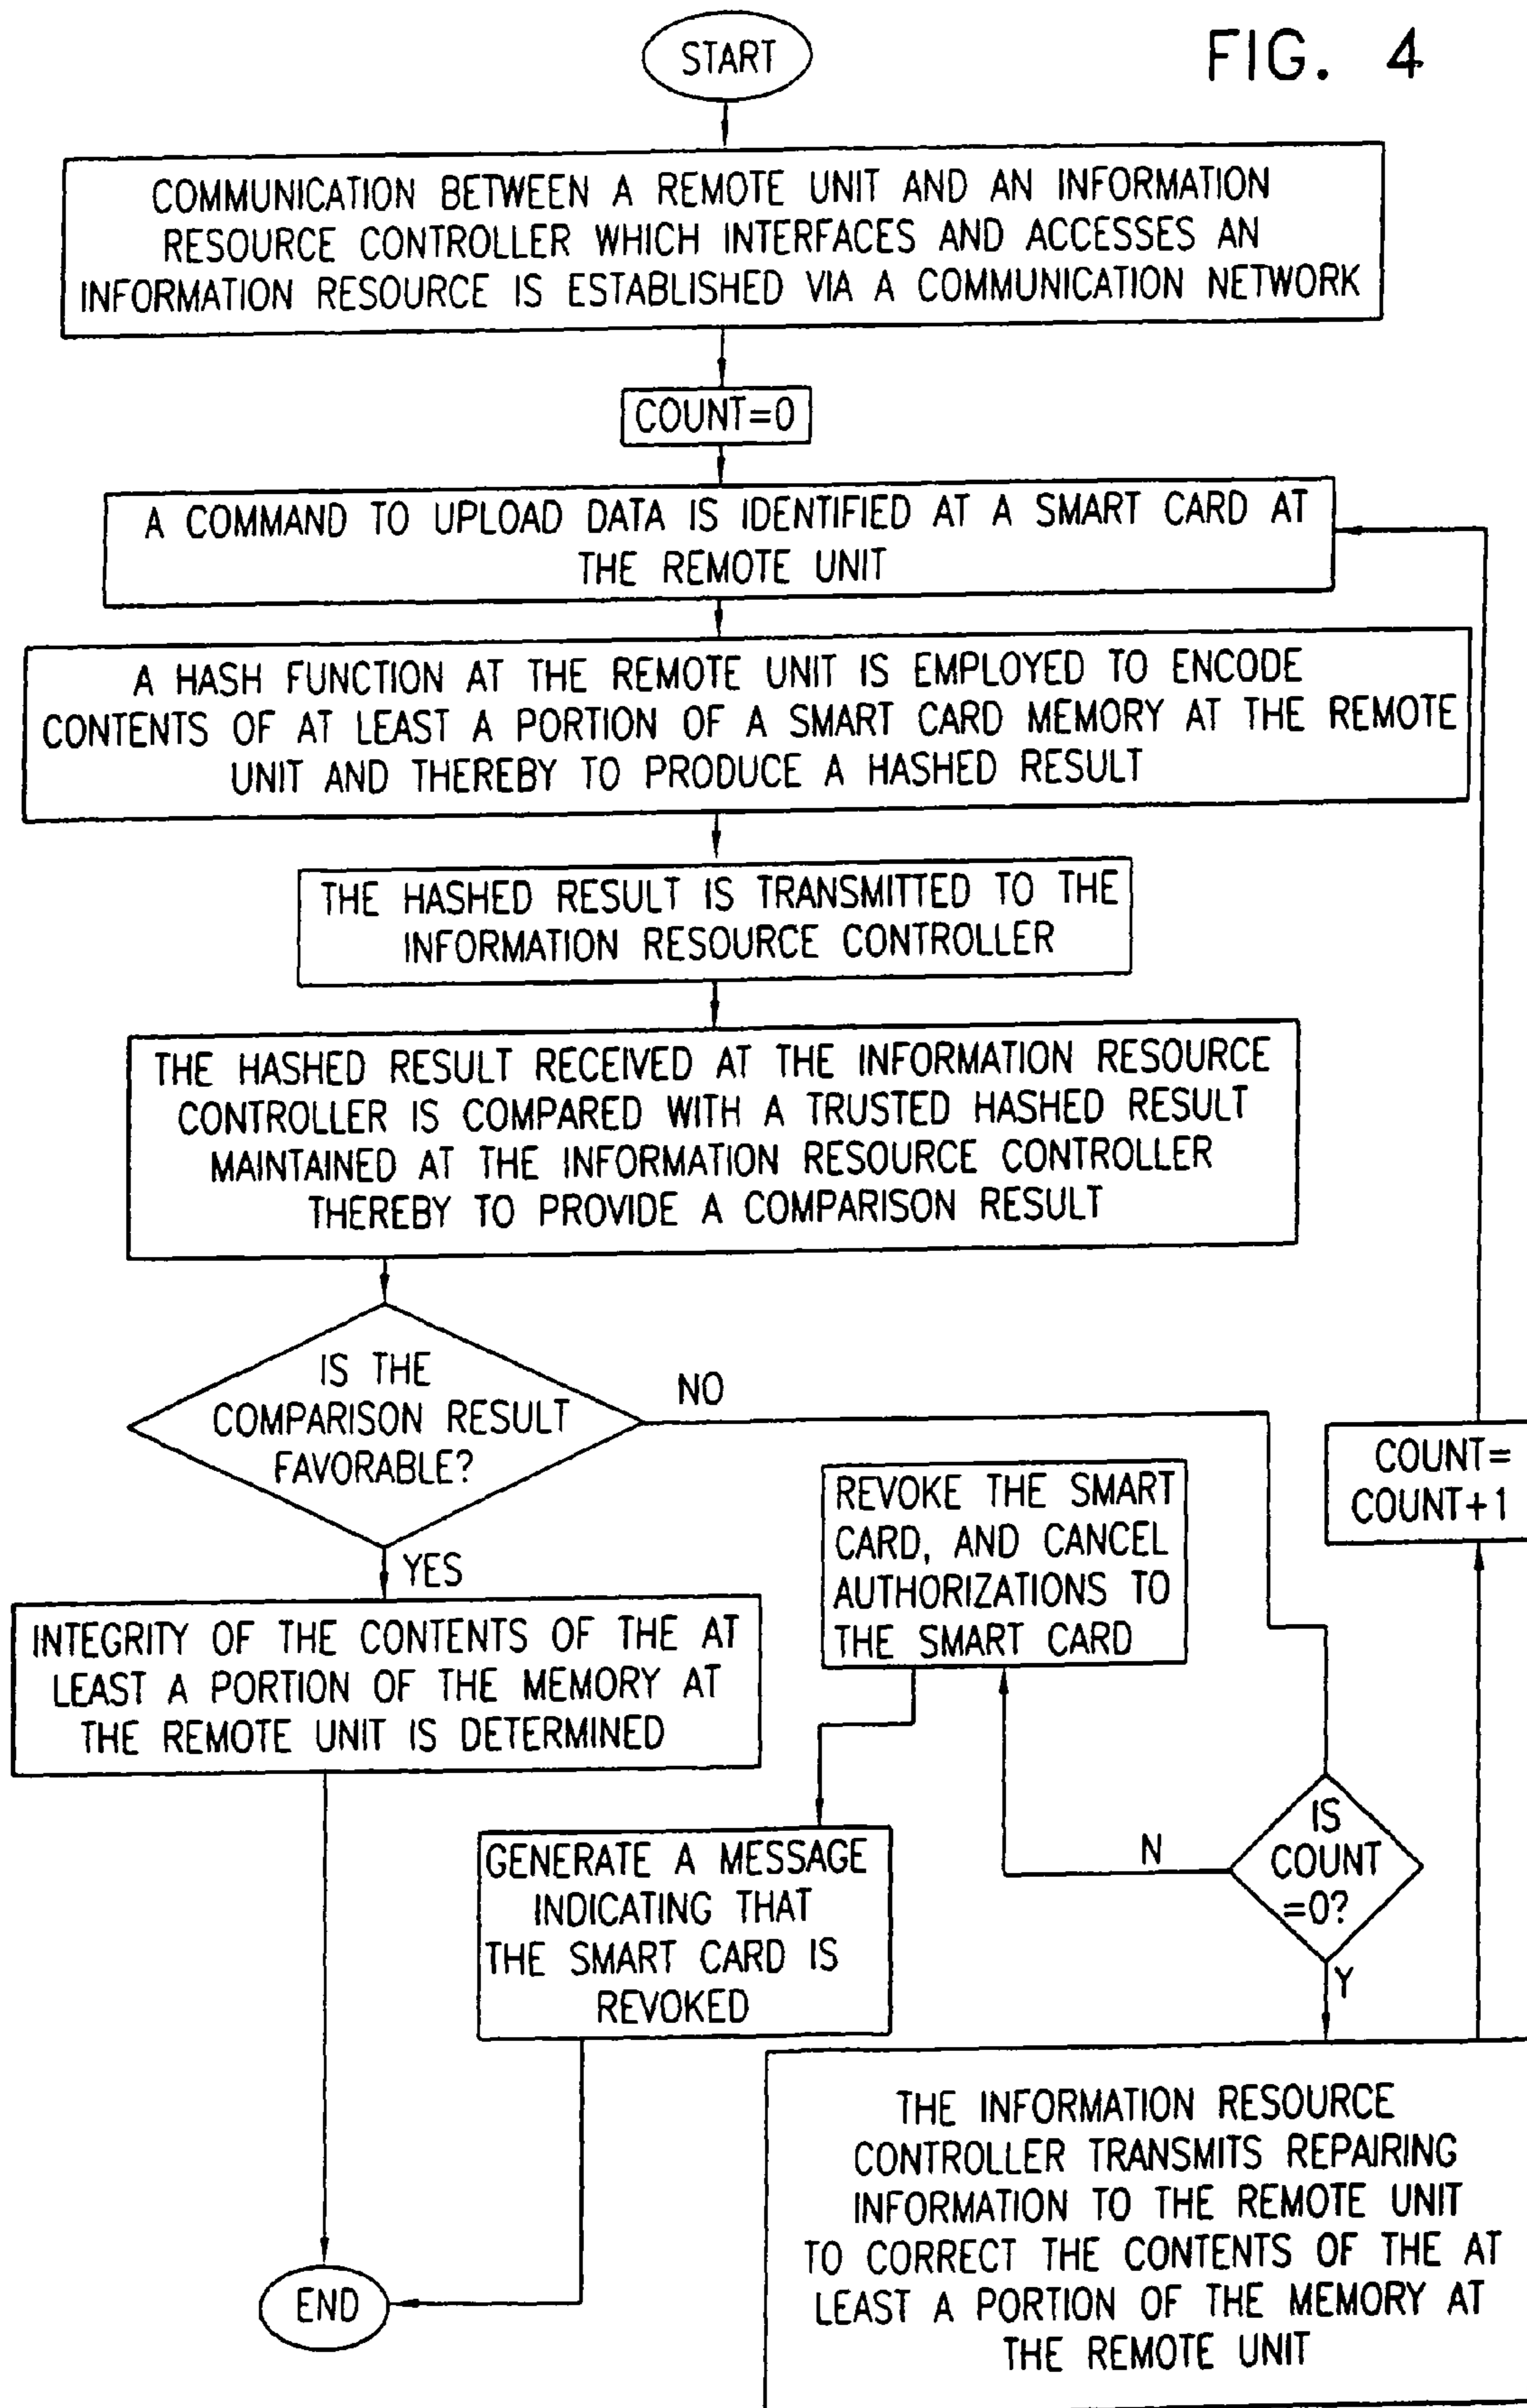 FIG. 4
START
COMMUNICATION BETWEEN A REMOTE UNIT AND AN INFORMATION
RESOURCE CONTROLLER WHICH INTERFACES AND ACCESSES AN
INFORMATION RESOURCE IS ESTABLISHED VIA A COMMUNICATION NETWORK
COUNT=0
A COMMAND TO UPLOAD DATA IS IDENTIFIED AT A SMART CARD AT
THE REMOTE UNIT
A HASH FUNCTION AT THE REMOTE UNIT IS EMPLOYED TO ENCODE
CONTENTS OF AT LEAST A PORTION OF A SMART CARD MEMORY AT THE REMOTE
UNIT AND THEREBY TO PRODUCE A HASHED RESULT
THE HASHED RESULT IS TRANSMITTED TO THE
INFORMATION RESOURCE CONTROLLER
THE HASHED RESULT RECEIVED AT THE INFORMATION RESOURCE
CONTROLLER IS COMPARED WITH A TRUSTED HASHED RESULT
MAINTAINED AT THE INFORMATION RESOURCE CONTROLLER
THEREBY TO PROVIDE A COMPARISON RESULT
IS THE
COMPARISON RESULT
FAVORABLE?
NO
YES
INTEGRITY OF THE CONTENTS OF THE AT
LEAST A PORTION OF THE MEMORY AT
THE REMOTE UNIT IS DETERMINED
REVOKE THE SMART
CARD, AND CANCEL
AUTHORIZATIONS TO
THE SMART CARD
COUNT=
COUNT+1
IS
COUNT
=0?
N
Y
GENERATE A MESSAGE
INDICATING THAT
THE SMART CARD IS
REVOKED
THE INFORMATION RESOURCE
CONTROLLER TRANSMITS REPAIRING
INFORMATION TO THE REMOTE UNIT
TO CORRECT THE CONTENTS OF THE AT
LEAST A PORTION OF THE MEMORY AT
THE REMOTE UNIT
END